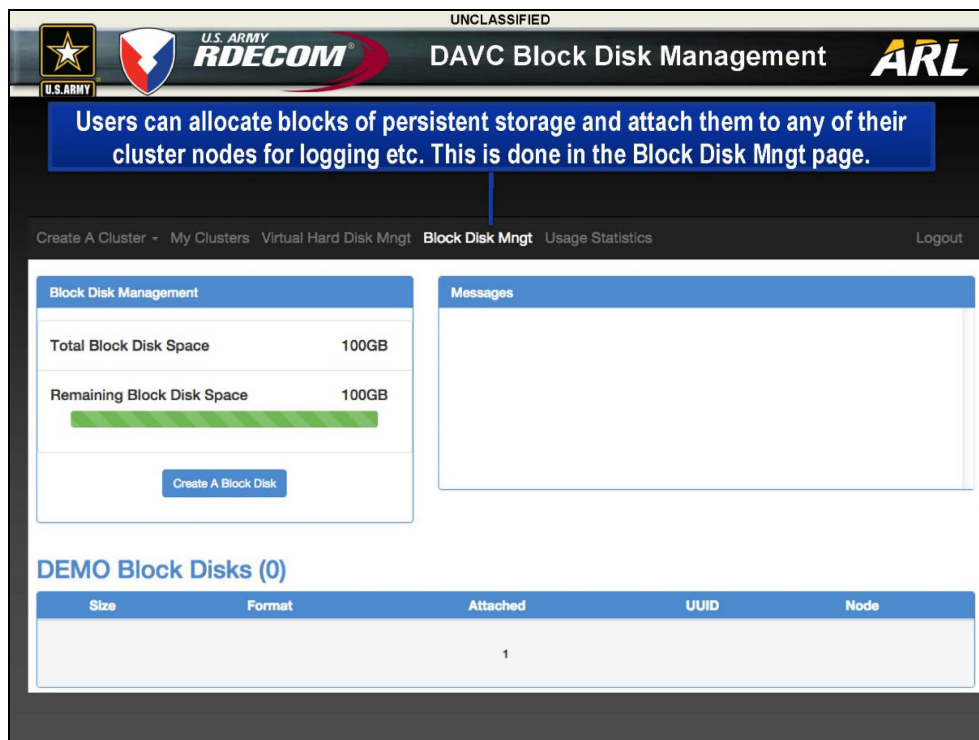 UNCLASSIFIED
U.S.ARMY
U.S. ARMY
RDECOM®
DAVC Block Disk Management
ARL
Users can allocate blocks of persistent storage and attach them to any of their
cluster nodes for logging etc. This is done in the Block Disk Mngt page.
Create A Cluster My Clusters Virtual Hard Disk Mngt Block Disk Mngt Usage Statistics Logout
Block Disk Management
Messages
Total Block Disk Space 100GB
Remaining Block Disk Space 100GB
Create A Block Disk
DEMO Block Disks (0)
Size Format Attached UUID Node
1